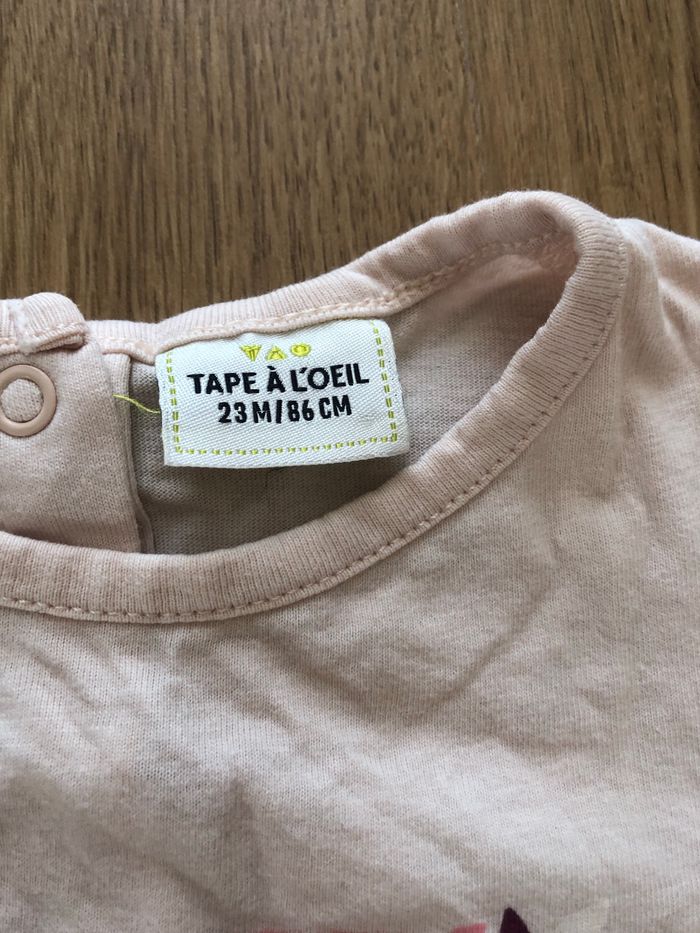 TAO
TAPE À L'OEIL
23 M/86 CM